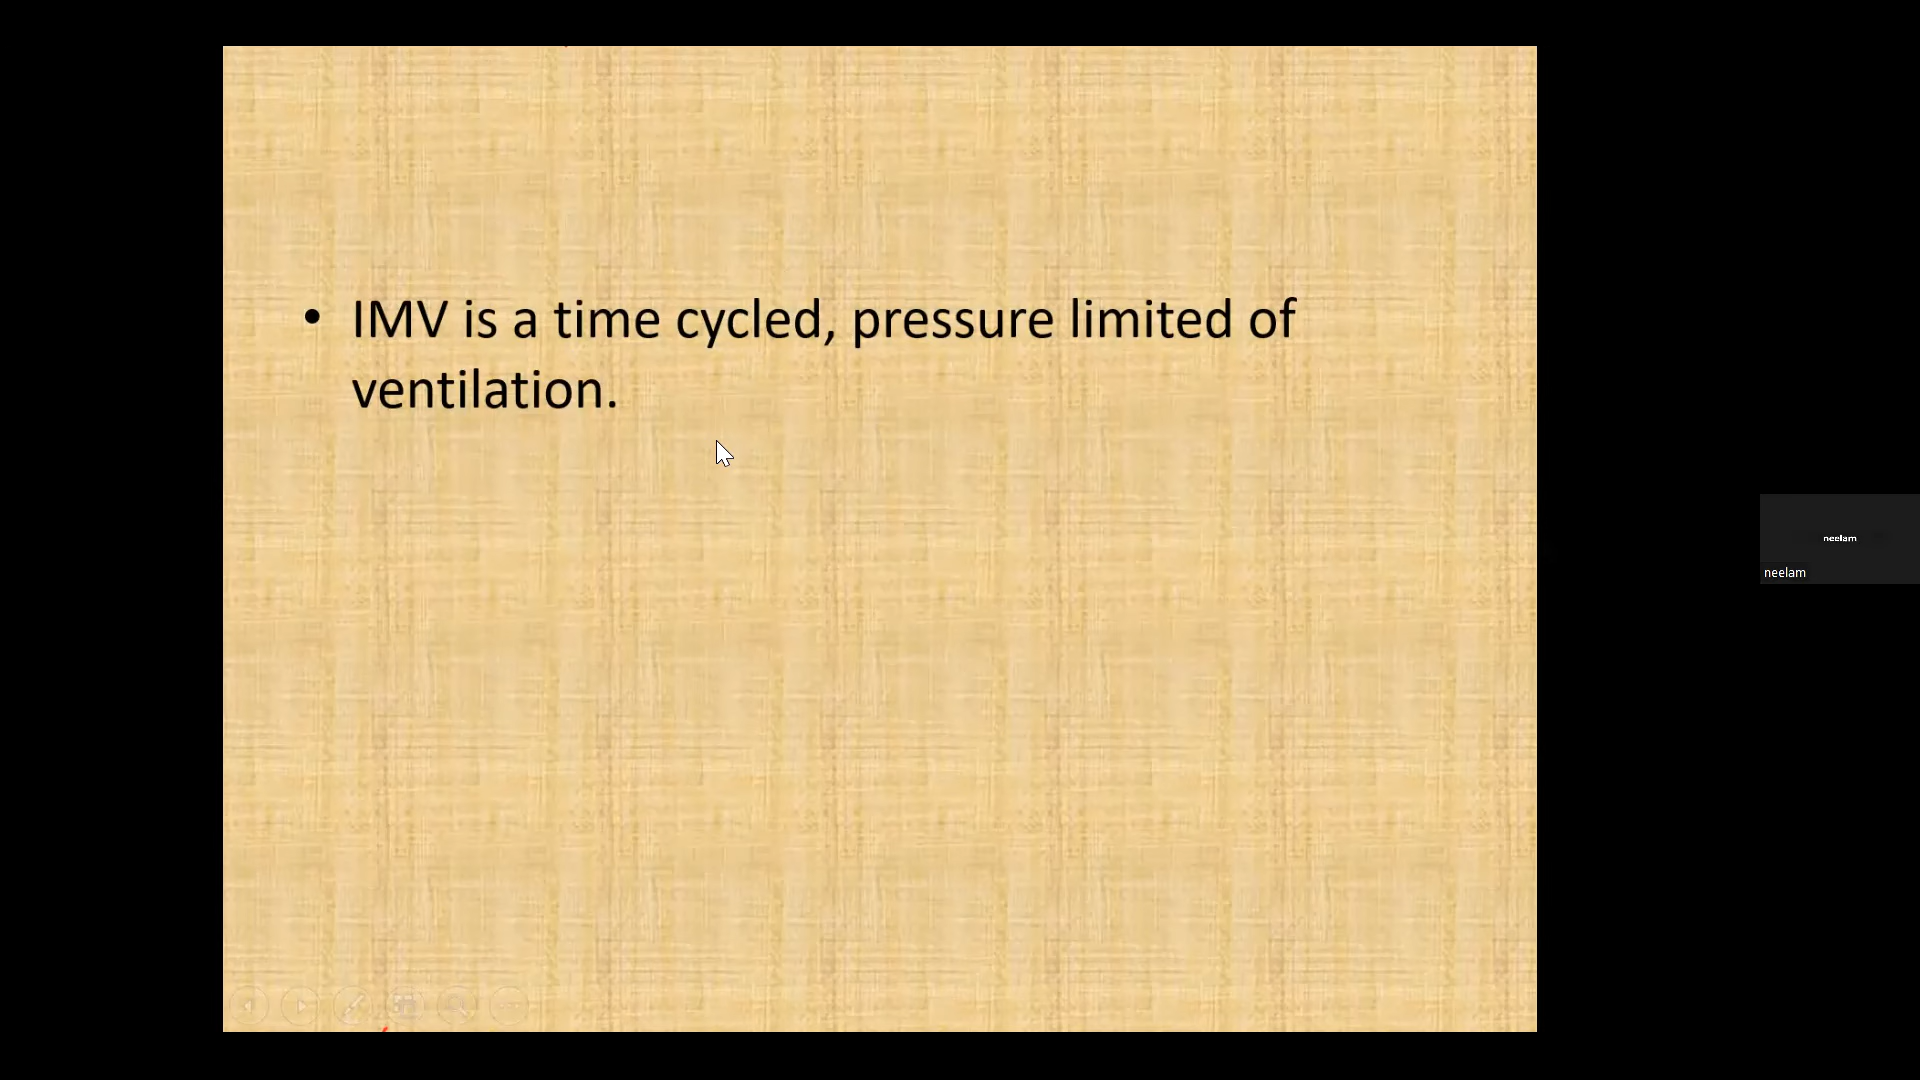 • IMV is a time cycled, pressure limited of
ventilation.
neelam
neelam